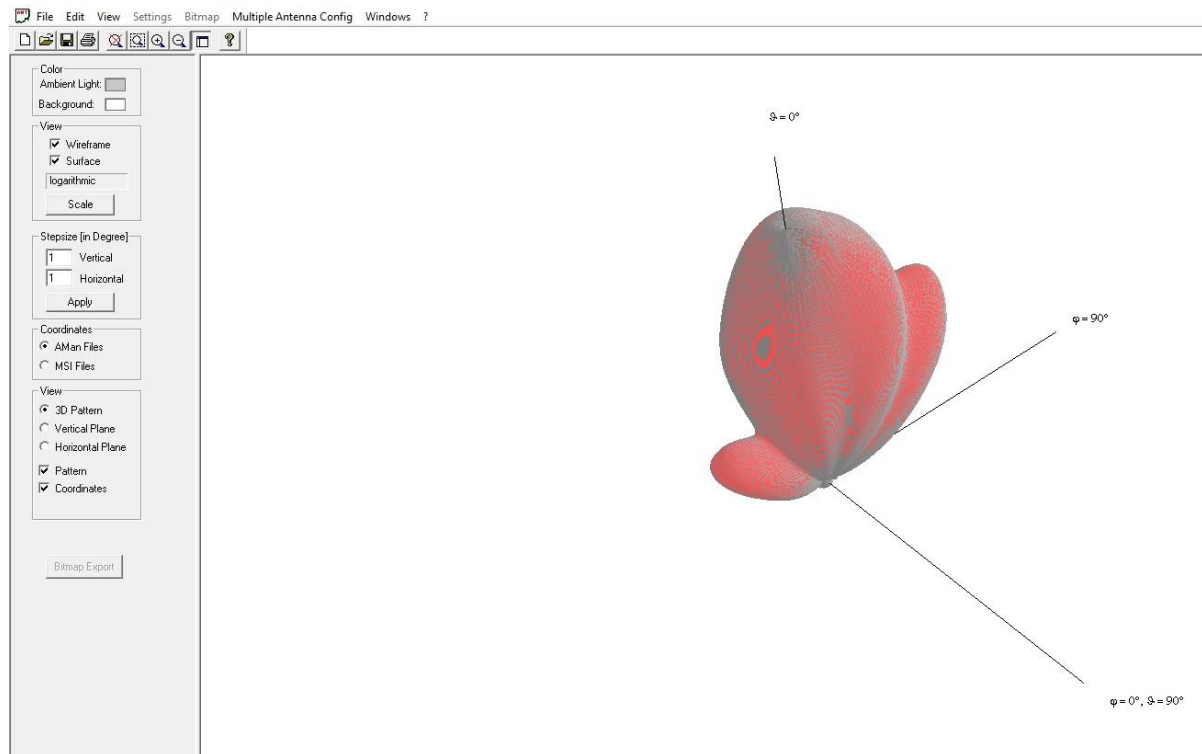 File Edit View Settings Bitmap Multiple Antenna Config Windows ?
Color
Ambient Light:
Background:
View
Wireframe
Surface
logarithmic
Scale
Stepsize [in Degree]
1 Vertical
1 Horizontal
Apply
Coordinates
AMan Files
MSI Files
View
3D Pattern
Vertical Plane
Horizontal Plane
Pattern
Coordinates
Bitmap Export
ϑ = 0°
φ = 90°
φ = 0°, ϑ = 90°